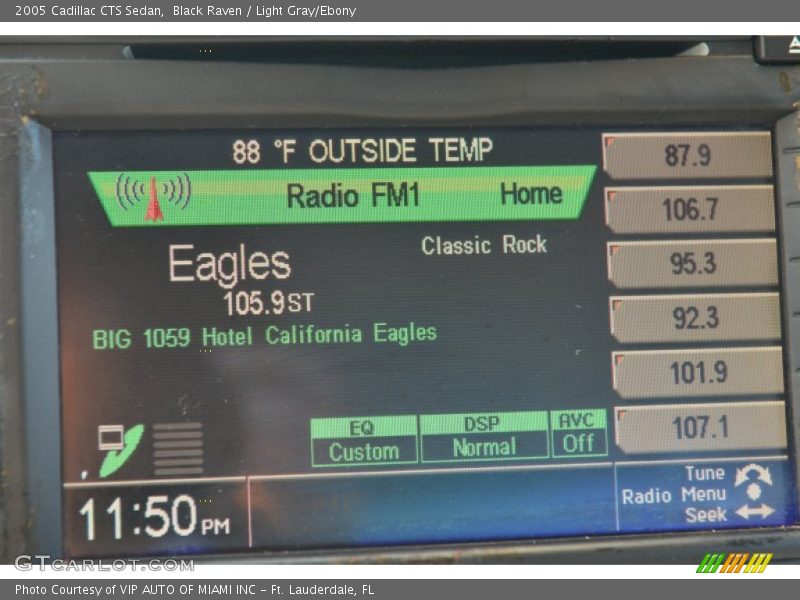 2005 Cadillac CTS Sedan,  Black Raven / Light Gray/Ebony
88 °F OUTSIDE TEMP
Radio FM1
Home
Eagles
Classic Rock
105.9ST
BIG 1059 Hotel California Eagles
87.9
106.7
95.3
92.3
101.9
107.1
EQ
Custom
DSP
Normal
AVC
Off
11:50PM
Tune
Radio Menu
Seek
GTcarlot.com
Photo Courtesy of VIP AUTO OF MIAMI INC - Ft. Lauderdale, FL